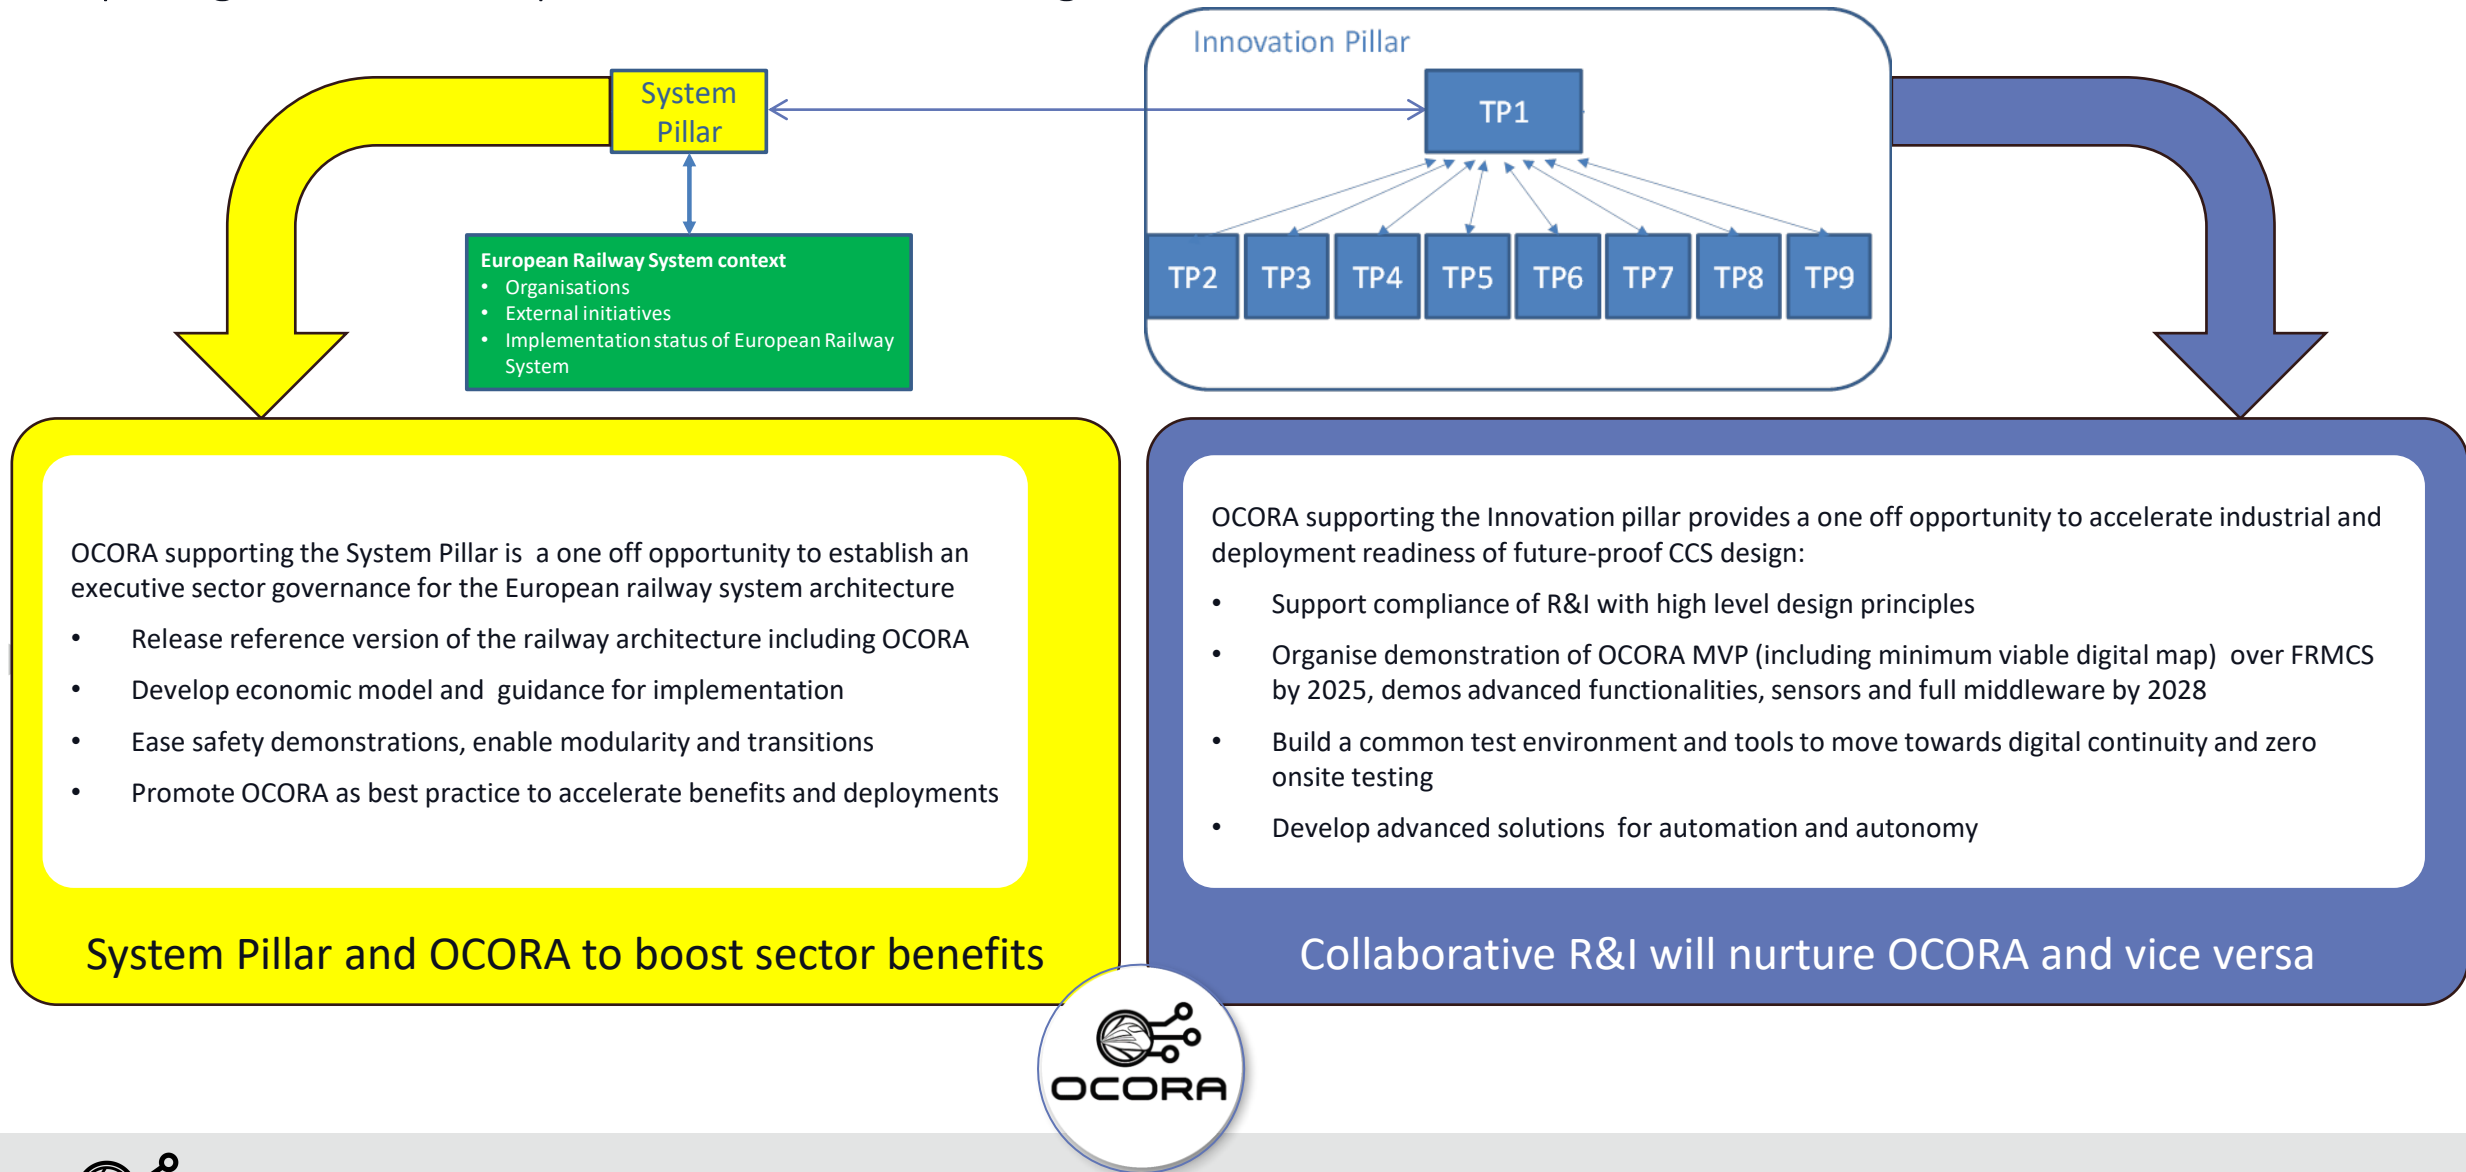 Innovation Pillar
System
Pillar
TP1
TP2 TP3 TP4 TP5 TP6 TP7 TP8 TP9
European Railway System context
• Organisations
• External initiatives
• Implementation status of European Railway
System
OCORA supporting the System Pillar is a one off opportunity to establish an
executive sector governance for the European railway system architecture
• Release reference version of the railway architecture including OCORA
• Develop economic model and guidance for implementation
• Ease safety demonstrations, enable modularity and transitions
• Promote OCORA as best practice to accelerate benefits and deployments
System Pillar and OCORA to boost sector benefits
OCORA supporting the Innovation pillar provides a one off opportunity to accelerate industrial and
deployment readiness of future-proof CCS design:
• Support compliance of R&I with high level design principles
• Organise demonstration of OCORA MVP (including minimum viable digital map) over FRMCS
by 2025, demos advanced functionalities, sensors and full middleware by 2028
• Build a common test environment and tools to move towards digital continuity and zero
onsite testing
• Develop advanced solutions for automation and autonomy
Collaborative R&I will nurture OCORA and vice versa
OCORA